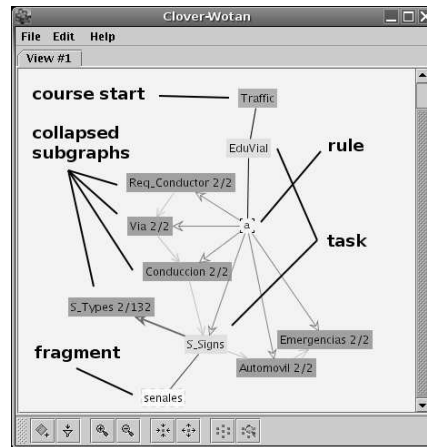 Clover-Wotan
File Edit Help
View #1
course start
Traffic
collapsed
subgraphs
EduVial
rule
Req_Conductor 2/2
Via 2/2
a
task
Conduccion 2/2
S_Types 2/132
S_Signs
Emergencias 2/2
fragment
Automovil 2/2
senales